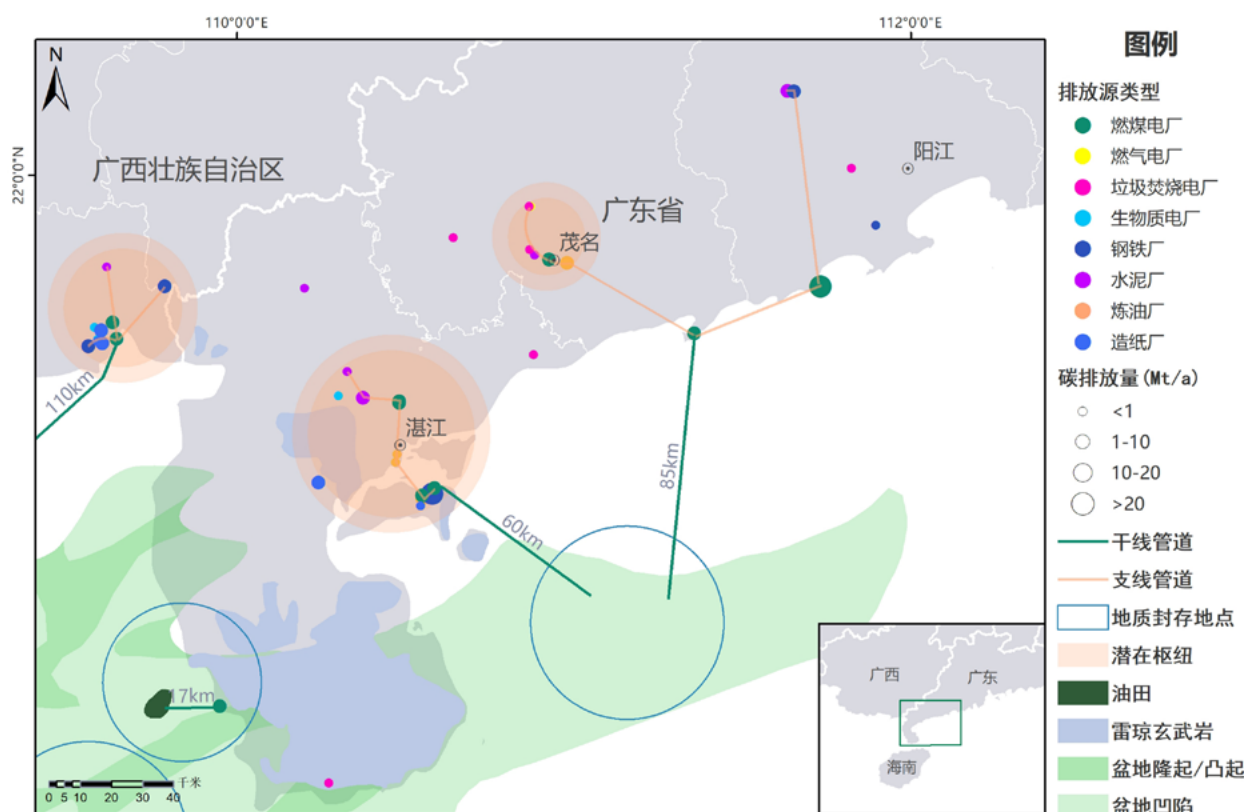 110°0'0"E
112°0'0"E
22°0'0"N
N
广西壮族自治区
广东省
阳江
茂名
湛江
110km
85km
60km
17km
千米
0 5 10 20 30 40
广西
广东
海南
图例
排放源类型
燃煤电厂
燃气电厂
垃圾焚烧电厂
生物质电厂
钢铁厂
水泥厂
炼油厂
造纸厂
碳排放量(Mt/a)
<1
1-10
10-20
>20
干线管道
支线管道
地质封存地点
潜在枢纽
油田
雷琼玄武岩
盆地隆起/凸起
盆地凹陷